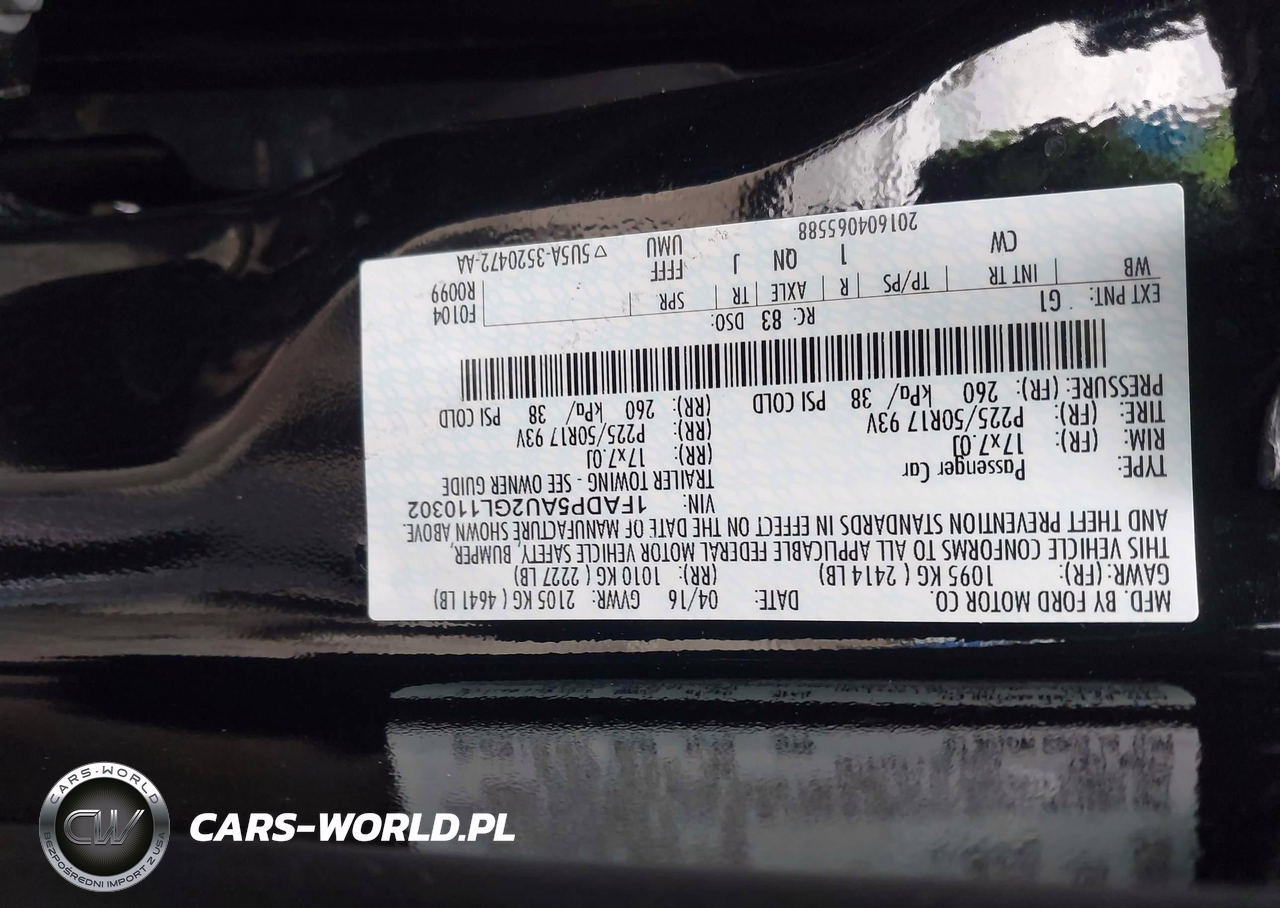 MFD. BY FORD MOTOR CO. DATE: 04/16 GVWR: 2105 KG ( 4641 LB)
GAWR: (FR): 1095 KG ( 2414 LB) (RR): 1010 KG ( 2227 LB)
THIS VEHICLE CONFORMS TO ALL APPLICABLE FEDERAL MOTOR VEHICLE SAFETY, BUMPER,
AND THEFT PREVENTION STANDARDS IN EFFECT ON THE DATE OF MANUFACTURE SHOWN ABOVE.
VIN: 1FADP5AU2GL110302
TYPE: Passenger Car TRAILER TOWING - SEE OWNER GUIDE
RIM: (FR): 17x7.0J (RR): 17x7.0J
TIRE: (FR): P225/50R17 93V (RR): P225/50R17 93V
PRESSURE: (FR): 260 kPa/ 38 PSI COLD (RR): 260 kPa/ 38 PSI COLD
EXT PNT: G1 RC: 83 DSO: F0104
WB INT TR TP/PS R AXLE TR SPR R0099
CW 1 QN J FFFF
UMU ▽ 5U5A-3520472-AA
201604065588
CARS-WORLD
CW
BEZPOŚREDNI IMPORT Z USA
CARS-WORLD.PL